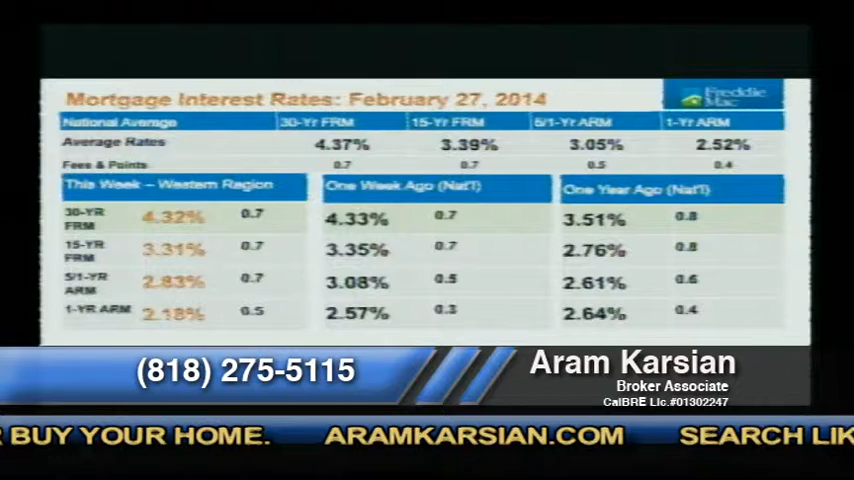 Mortgage Interest Rates: February 27, 2014
Freddie
Mac
National Average 30-Yr FRM 15-Yr FRM 5/1-Yr ARM 1-Yr ARM
Average Rates 4.37% 3.39% 3.05% 2.52%
Fees & Points 0.7 0.7 0.5 0.4
This Week – Western Region One Week Ago (Nat'l) One Year Ago (Nat'l)
30-YR
FRM 4.32% 0.7 4.33% 0.7 3.51% 0.8
15-YR
FRM 3.31% 0.7 3.35% 0.7 2.76% 0.8
5/1-YR
ARM 2.83% 0.7 3.08% 0.5 2.61% 0.6
1-YR ARM 2.18% 0.5 2.57% 0.3 2.64% 0.4
(818) 275-5115
Aram Karsian
Broker Associate
CalBRE Lic.#01302247
R BUY YOUR HOME. ARAMKARSIAN.COM SEARCH LIK